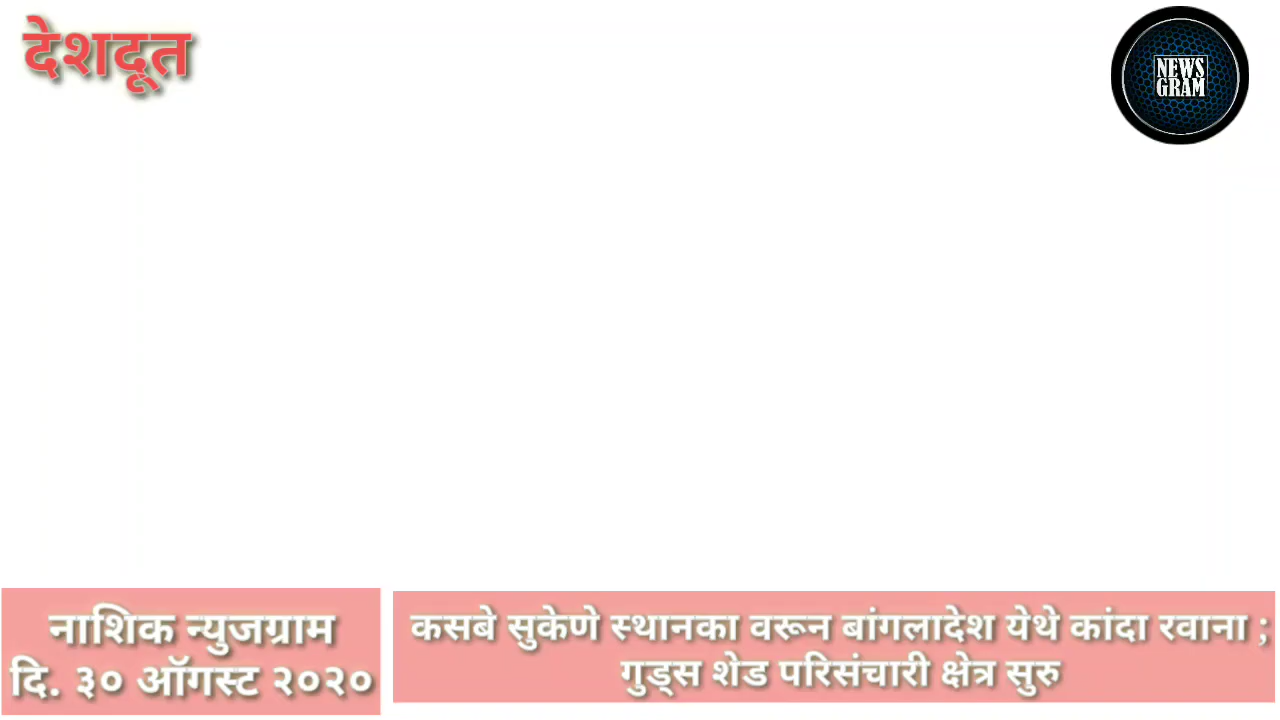 देशदूत
NEWS
GRAM
नाशिक न्युजग्राम
दि. ३० ऑगस्ट २०२०
कसबे सुकेणे स्थानका वरून बांगलादेश येथे कांदा रवाना ;
गुड्स शेड परिसंचारी क्षेत्र सुरु